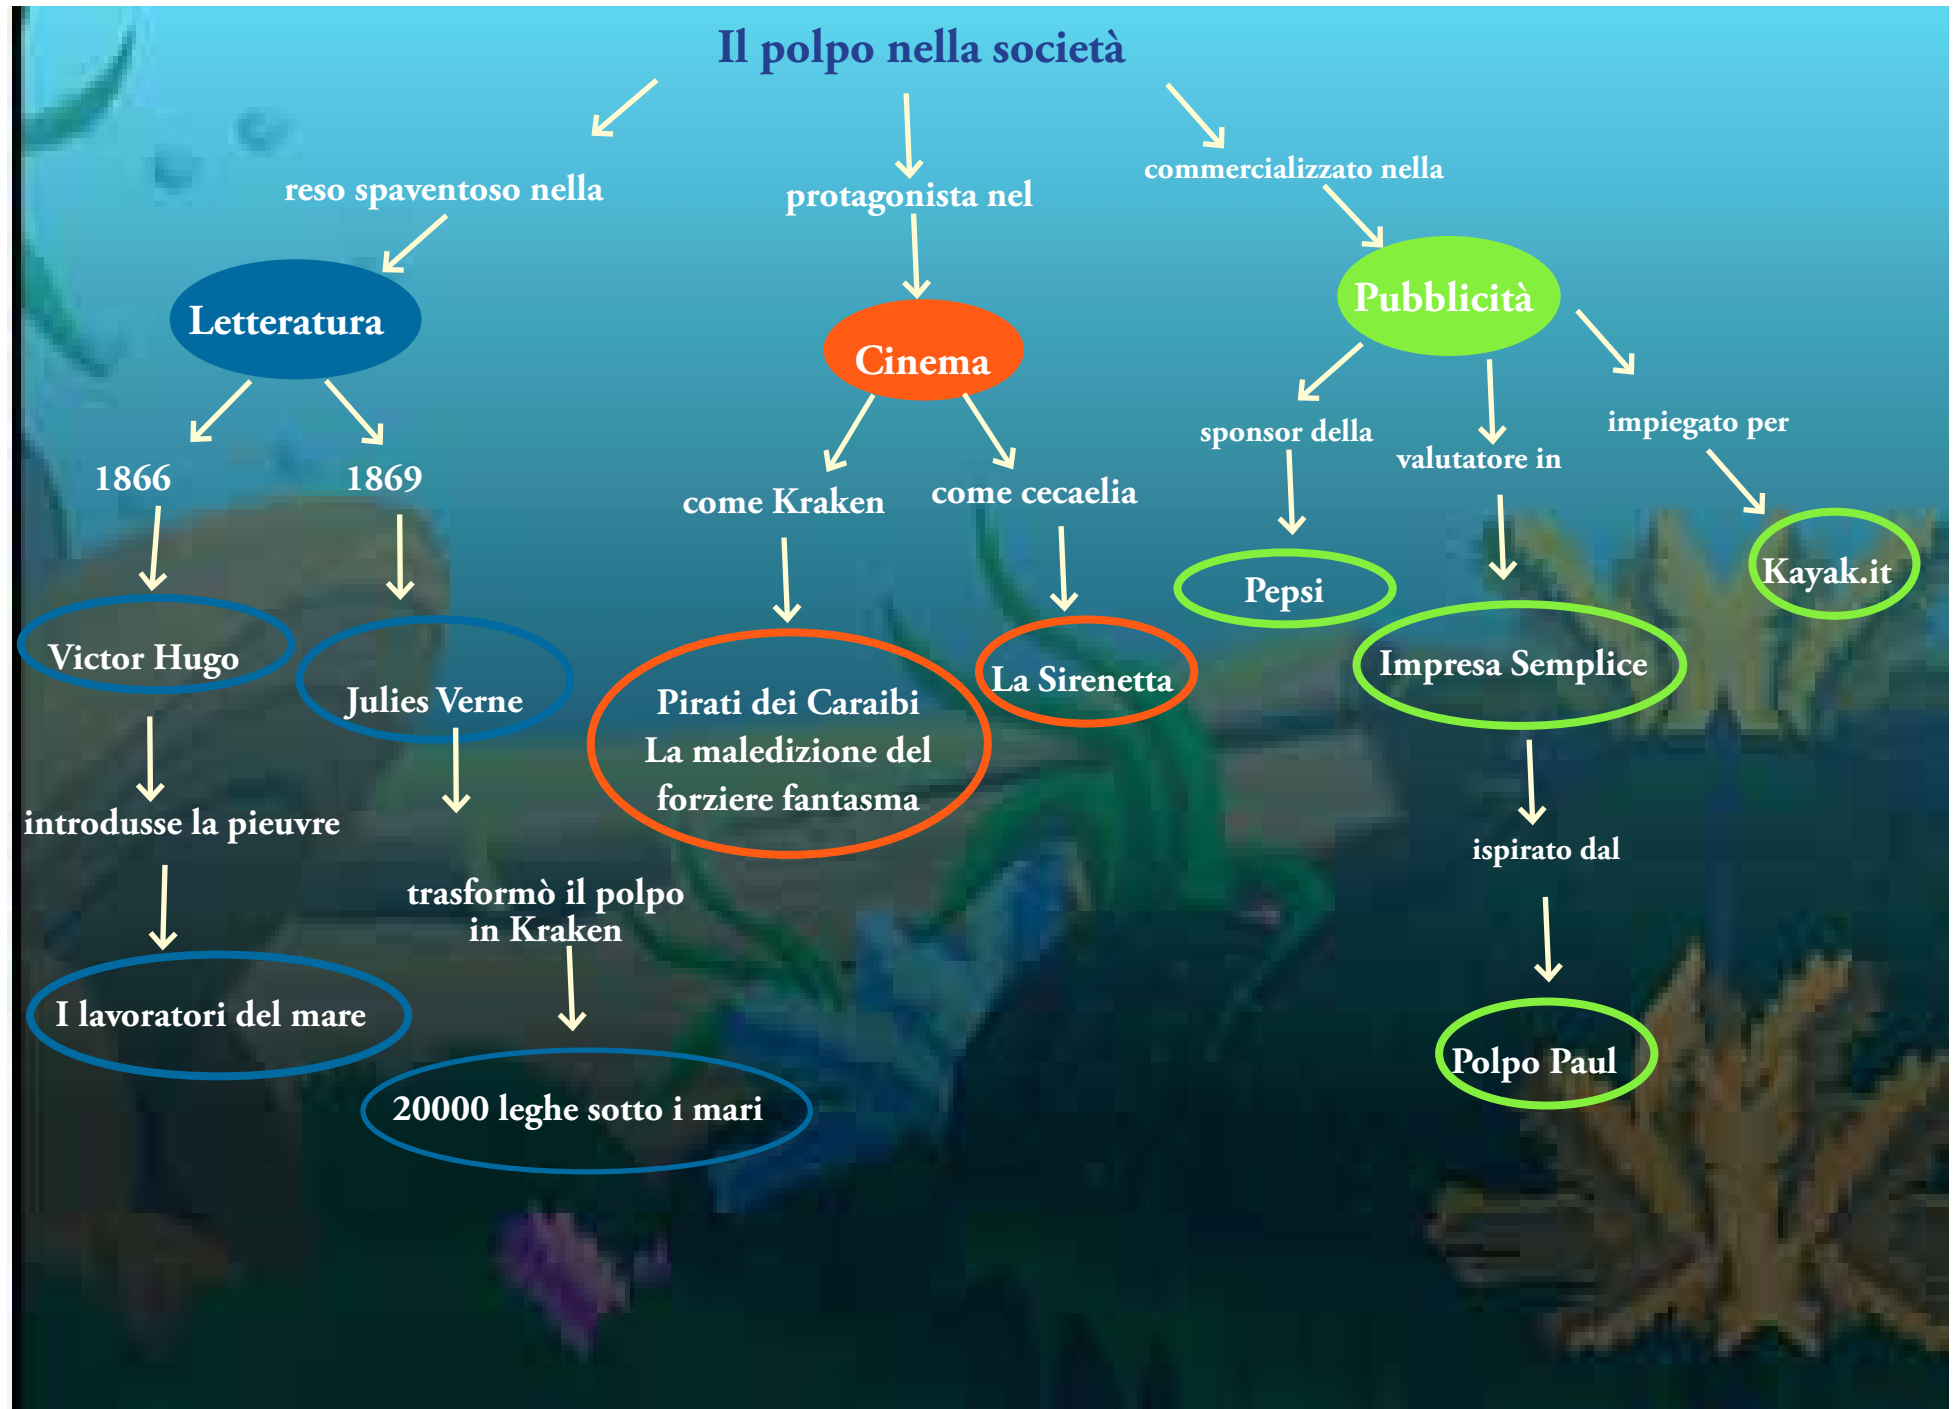 Il polpo nella società
reso spaventoso nella
protagonista nel
commercializzato nella
Letteratura
Cinema
Pubblicità
1866
1869
come Kraken
come cecaelia
sponsor della
valutatore in
impiegato per
Victor Hugo
Julies Verne
Pirati dei Caraibi
La maledizione del
forziere fantasma
La Sirenetta
Pepsi
Impresa Semplice
Kayak.it
introdusse la pieuvre
trasformò il polpo
in Kraken
ispirato dal
I lavoratori del mare
20000 leghe sotto i mari
Polpo Paul